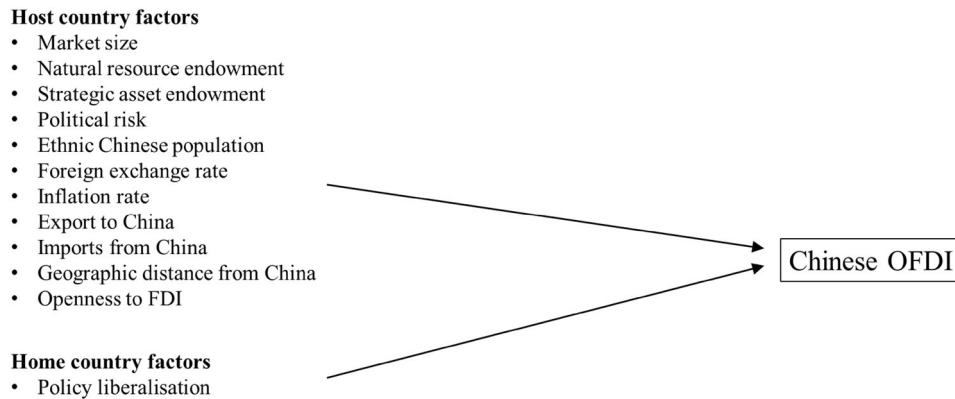 Host country factors
• Market size
• Natural resource endowment
• Strategic asset endowment
• Political risk
• Ethnic Chinese population
• Foreign exchange rate
• Inflation rate
• Export to China
• Imports from China
• Geographic distance from China
• Openness to FDI
Chinese OFDI
Home country factors
• Policy liberalisation